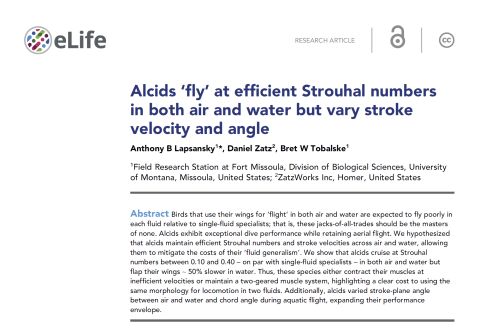 eLife
RESEARCH ARTICLE
cc
Alcids ‘fly’ at efficient Strouhal numbers
in both air and water but vary stroke
velocity and angle
Anthony B Lapsansky¹*, Daniel Zatz², Bret W Tobalske¹
¹Field Research Station at Fort Missoula, Division of Biological Sciences, University
of Montana, Missoula, United States; ²ZatzWorks Inc, Homer, United States
Abstract Birds that use their wings for ‘flight’ in both air and water are expected to fly poorly in
each fluid relative to single-fluid specialists; that is, these jacks-of-all-trades should be the masters
of none. Alcids exhibit exceptional dive performance while retaining aerial flight. We hypothesized
that alcids maintain efficient Strouhal numbers and stroke velocities across air and water, allowing
them to mitigate the costs of their ‘fluid generalism’. We show that alcids cruise at Strouhal
numbers between 0.10 and 0.40 – on par with single-fluid specialists – in both air and water but
flap their wings ~ 50% slower in water. Thus, these species either contract their muscles at
inefficient velocities or maintain a two-geared muscle system, highlighting a clear cost to using the
same morphology for locomotion in two fluids. Additionally, alcids varied stroke-plane angle
between air and water and chord angle during aquatic flight, expanding their performance
envelope.